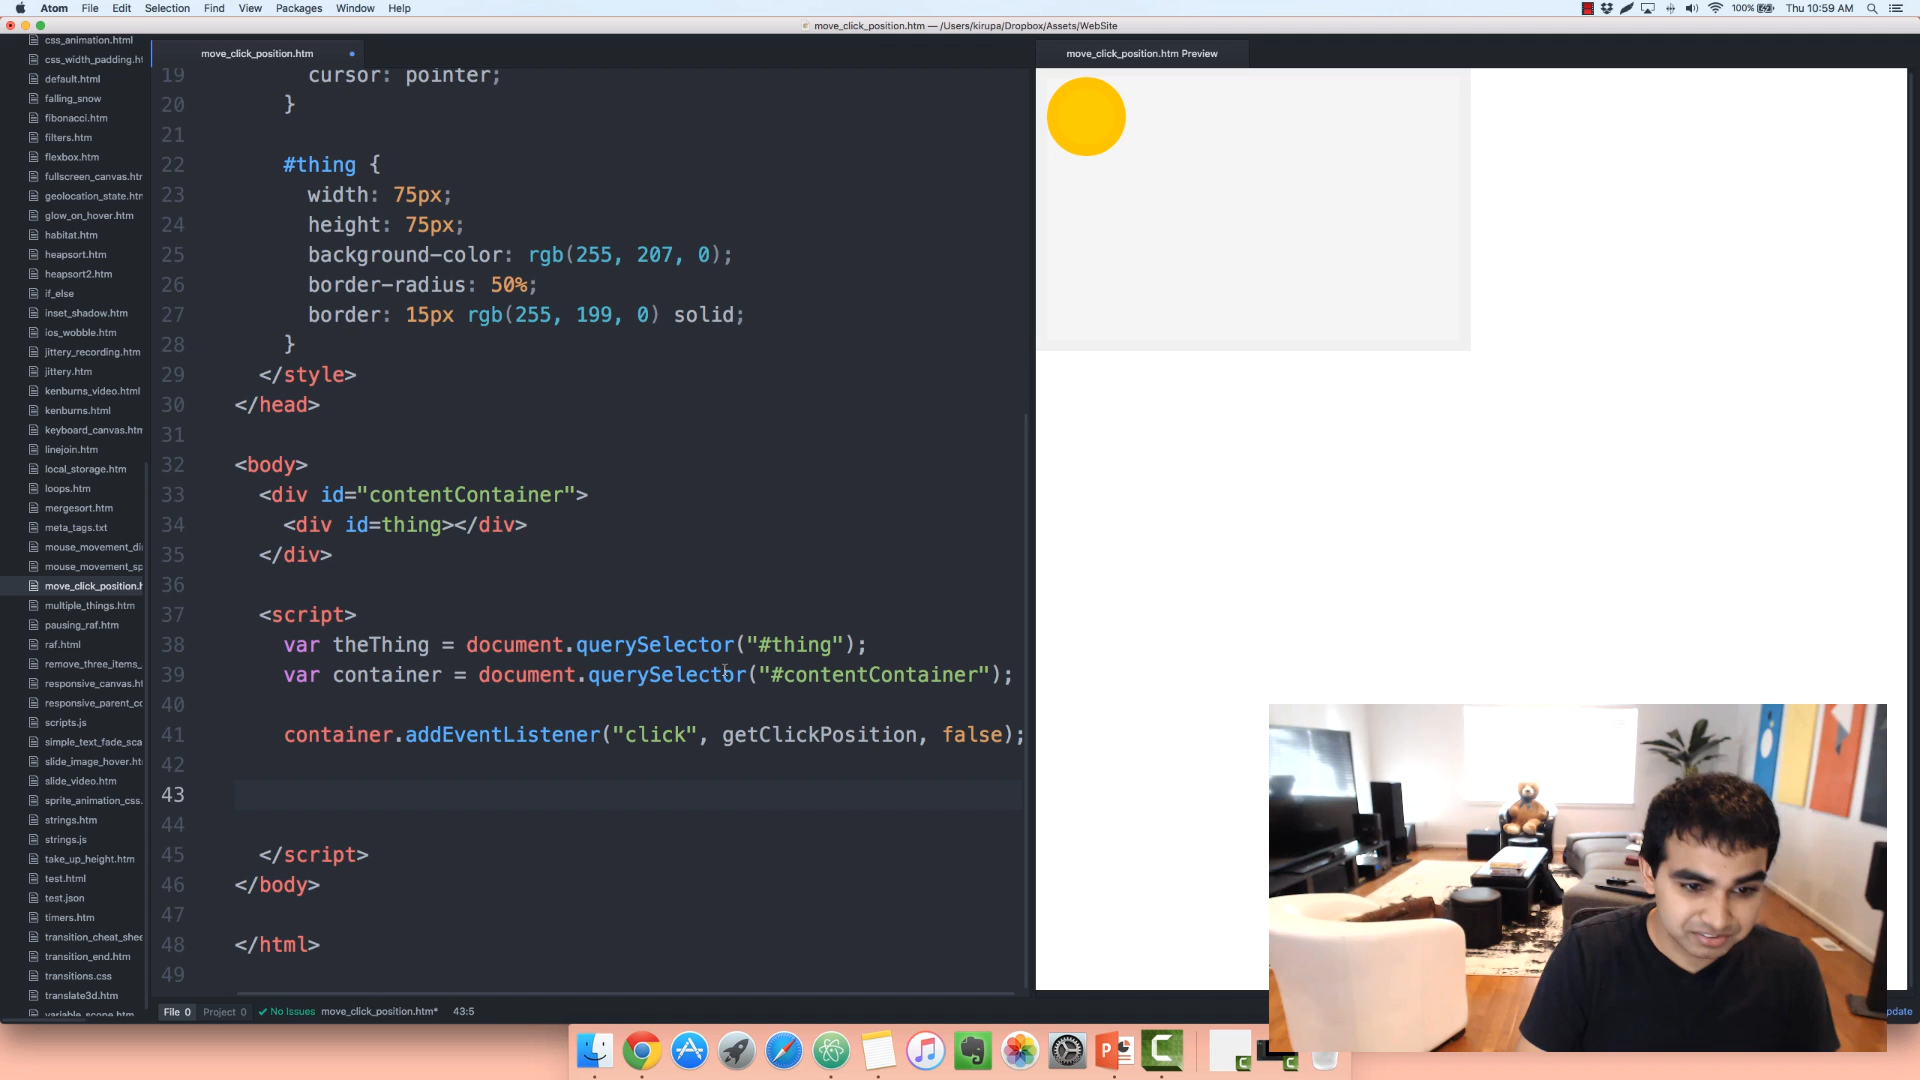 Atom File Edit View Selection Find Packages Window Help
100% Thu 10:59 AM
move_click_position.htm — /Users/kirupa/Dropbox/Assets/WebSite
css_animation.html
css_width_padding.ht
default.html
falling_snow
fibonacci.htm
filters.htm
flexbox.htm
fullscreen_canvas.htr
geolocation_state.htn
glow_on_hover.htm
habitat.htm
heapsort.htm
heapsort2.htm
if_else
inset_shadow.htm
ios_wobble.htm
jittery_recording.htm
jittery.htm
kenburns_video.html
kenburns.html
keyboard_canvas.htm
linejoin.htm
local_storage.htm
loops.htm
mergesort.htm
meta_tags.txt
mouse_movement_di
mouse_movement_sp
move_click_position.h
multiple_things.htm
pausing_raf.htm
raf.html
remove_three_items_
responsive_canvas.ht
responsive_parent_cc
scripts.js
simple_text_fade_sca
slide_image_hover.ht
slide_video.htm
sprite_animation_css.
strings.htm
strings.js
take_up_height.htm
test.html
test.json
timers.htm
transition_cheat_shee
transition_end.htm
transitions.css
translate3d.htm
variable_scope.htm
move_click_position.htm
19 cursor: pointer;
20 }
21
22 #thing {
23 width: 75px;
24 height: 75px;
25 background-color: rgb(255, 207, 0);
26 border-radius: 50%;
27 border: 15px rgb(255, 199, 0) solid;
28 }
29 </style>
30 </head>
31
32 <body>
33 <div id="contentContainer">
34 <div id=thing></div>
35 </div>
36
37 <script>
38 var theThing = document.querySelector("#thing");
39 var container = document.querySelector("#contentContainer");
40
41 container.addEventListener("click", getClickPosition, false);
42
43
44
45 </script>
46 </body>
47
48 </html>
49
File 0 Project 0 No Issues move_click_position.htm* 43:5
move_click_position.htm Preview
pdate